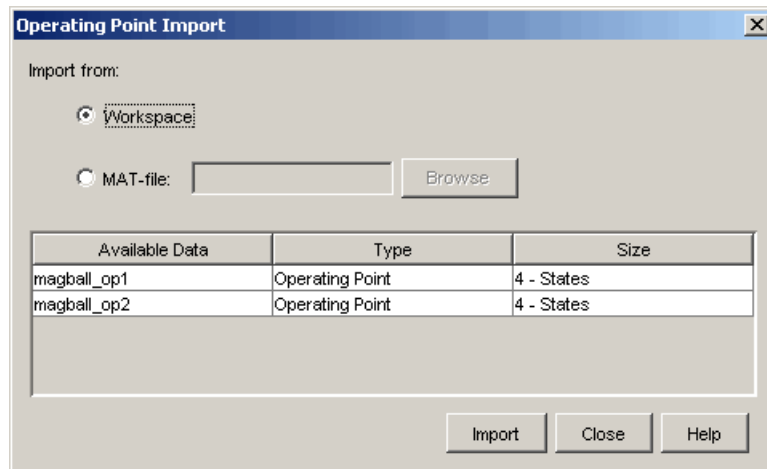 Operating Point Import
Import from:
Workspace
MAT-file:
Browse
Available Data Type Size
magball_op1 Operating Point 4 - States
magball_op2 Operating Point 4 - States
Import Close Help